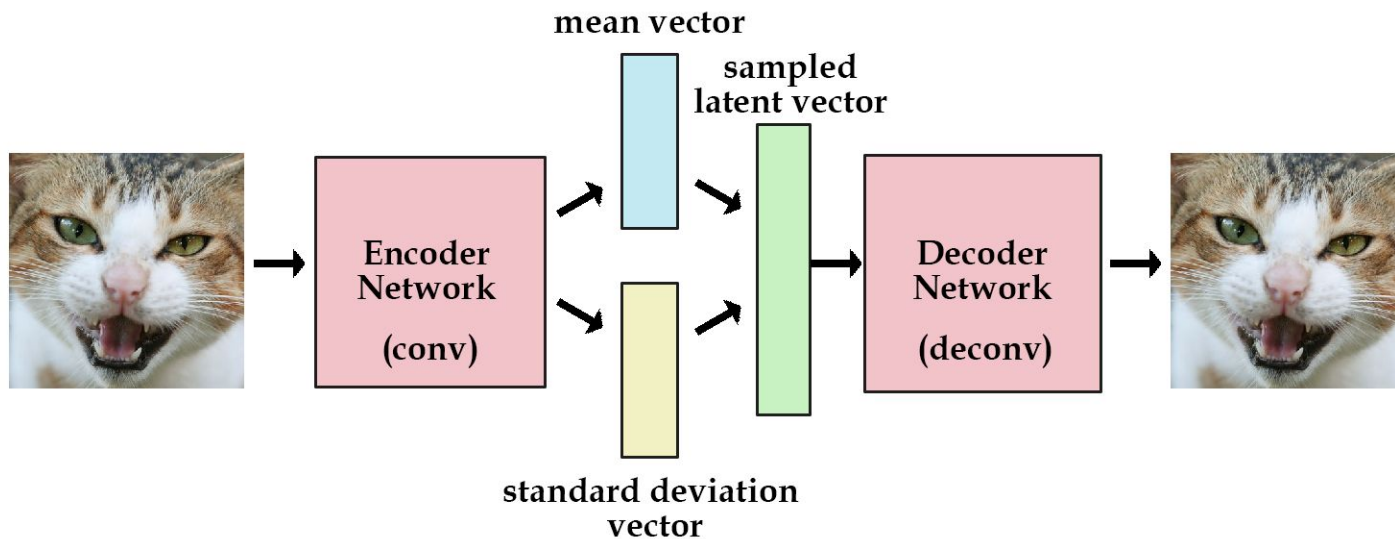 mean vector
sampled
latent vector
Encoder
Network
(conv)
Decoder
Network
(deconv)
standard deviation
vector